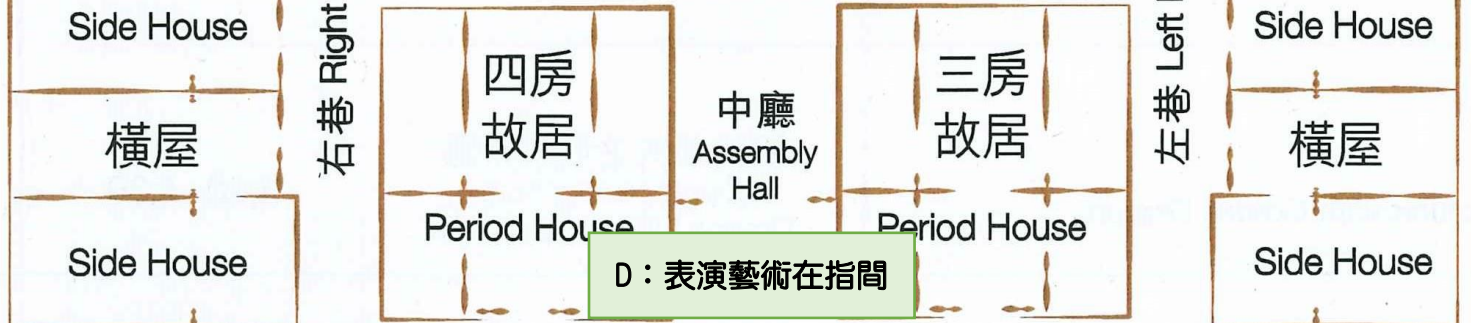 Side House
橫屋
Side House
右巷 Right
四房
故居
Period House
中廳
Assembly
Hall
三房
故居
Period House
左巷 Left
Side House
橫屋
Side House
D：表演藝術在指間